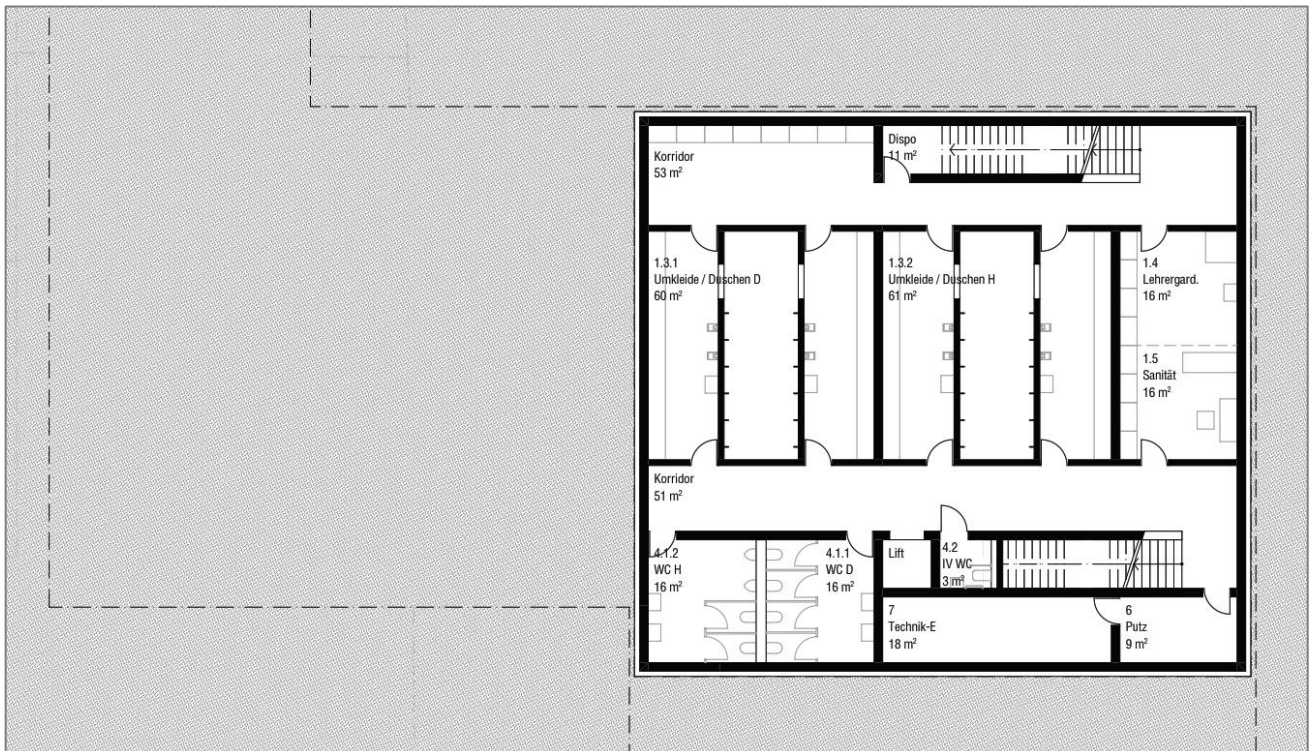 Korridor
53 m²
Dispo
11 m²
1.3.1
Umkleide / Duschen D
60 m²
1.3.2
Umkleide / Duschen H
61 m²
1.4
Lehrergard.
16 m²
1.5
Sanität
16 m²
Korridor
51 m²
4.1.2
WC H
16 m²
4.1.1
WC D
16 m²
Lift
4.2
IV WC
3 m²
7
Technik-E
18 m²
6
Putz
9 m²